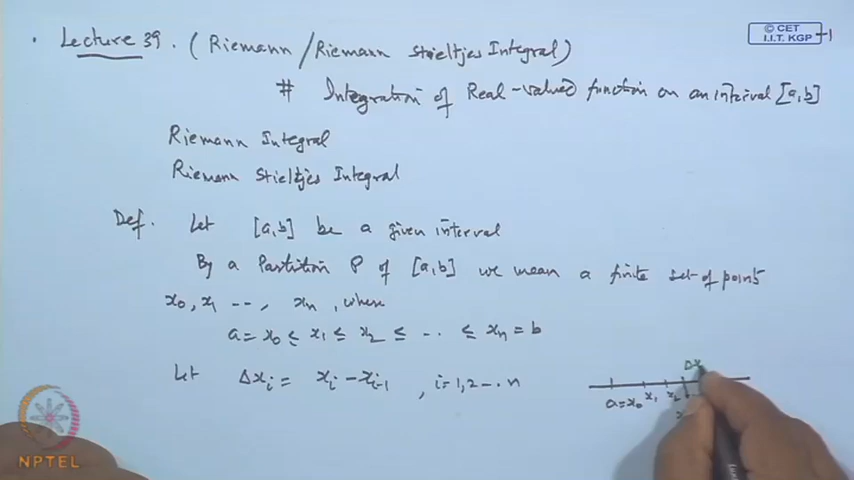 . Lecture 39. (Riemann/Riemann Stieltjes Integral)
© CET
I.I.T. KGP
-1
# Integration of Real-valued function on an interval [a,b]
Riemann Integral
Riemann Stieltjes Integral
Def. Let [a,b] be a given interval
By a Partition P of [a,b] we mean a finite set of points
x₀, x₁ --, xₙ, where
a = x₀ ≤ x₁ ≤ x₂ ≤ -- ≤ xₙ = b
Let Δxᵢ = xᵢ - xᵢ₋₁, i=1,2--. n
Δx
a=x₀ x₁ x₂
NPTEL